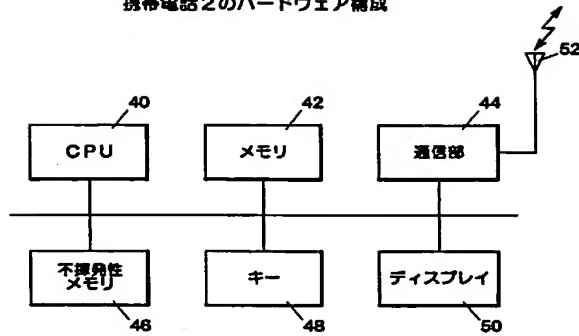 携帯電話2のハードウェア構成
52
40
42
44
CPU
メモリ
通信部
不揮発性
メモリ
キー
ディスプレイ
46
48
50